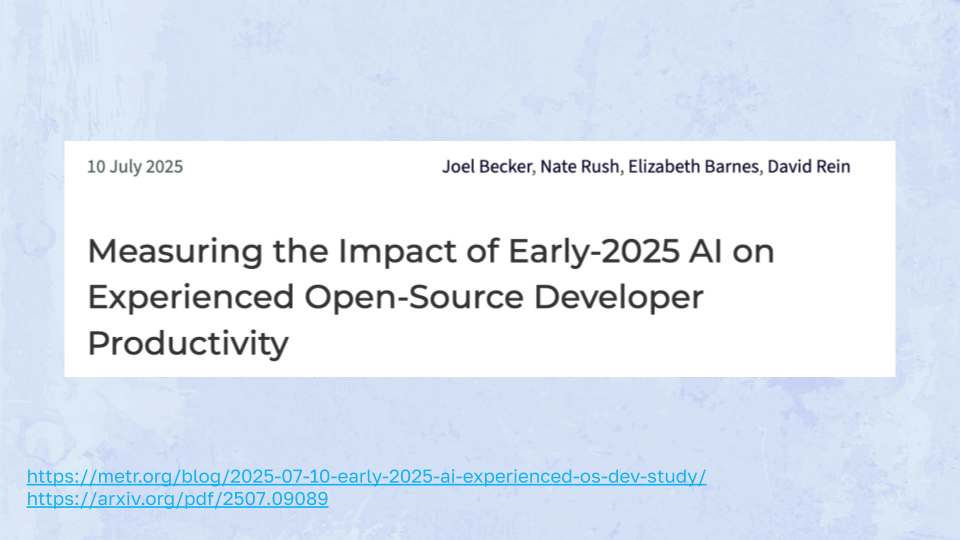 10 July 2025 Joel Becker, Nate Rush, Elizabeth Barnes, David Rein
Measuring the Impact of Early-2025 AI on
Experienced Open-Source Developer
Productivity
https://metr.org/blog/2025-07-10-early-2025-ai-experienced-os-dev-study/
https://arxiv.org/pdf/2507.09089